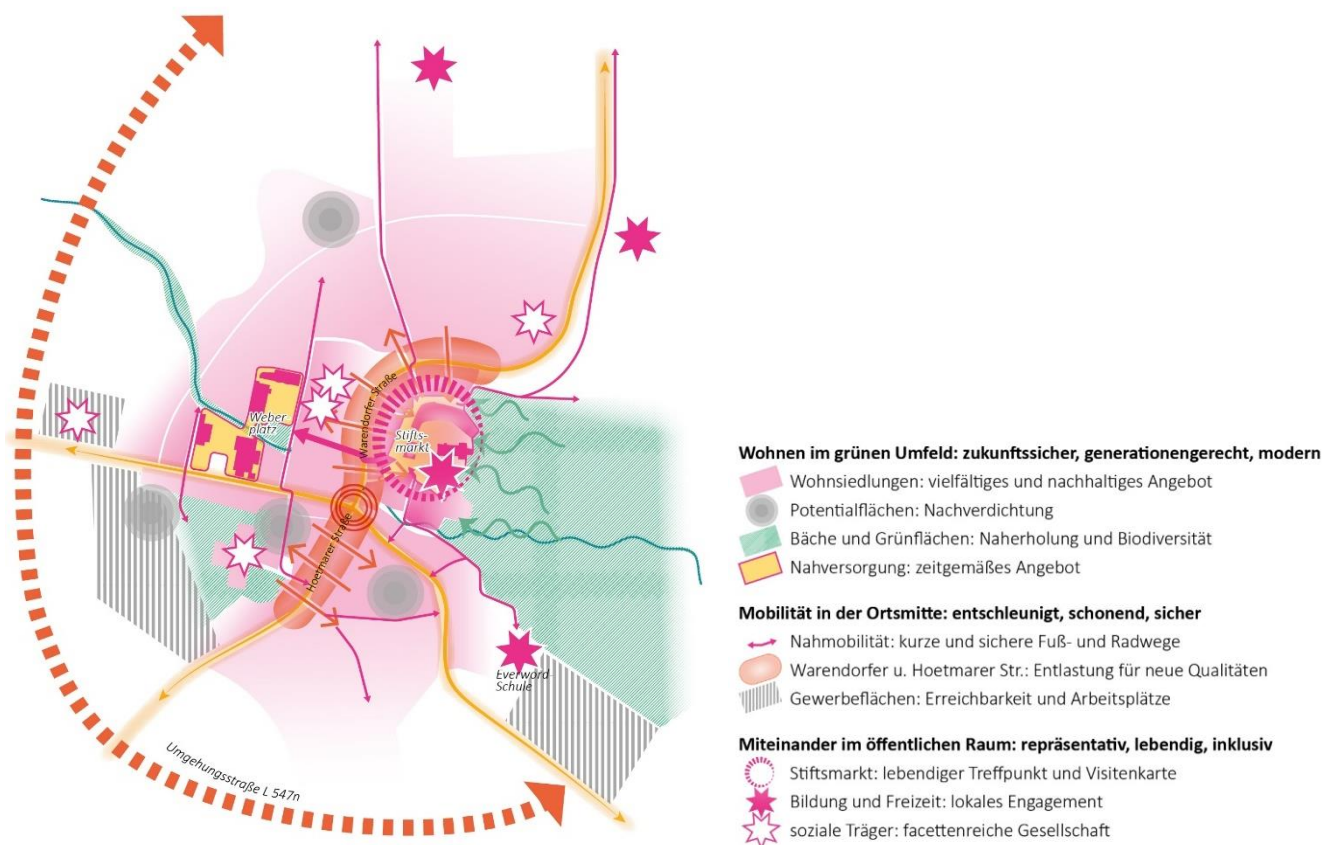 Weber
platz
Warendorfer Straße
Stifts-
markt
Hoetmarer Straße
Everword-
Schule
Umgehungsstraße L 547n
Wohnen im grünen Umfeld: zukunftssicher, generationengerecht, modern
Wohnsiedlungen: vielfältiges und nachhaltiges Angebot
Potentialflächen: Nachverdichtung
Bäche und Grünflächen: Naherholung und Biodiversität
Nahversorgung: zeitgemäßes Angebot
Mobilität in der Ortsmitte: entschleunigt, schonend, sicher
Nahmobilität: kurze und sichere Fuß- und Radwege
Warendorfer u. Hoetmarer Str.: Entlastung für neue Qualitäten
Gewerbeflächen: Erreichbarkeit und Arbeitsplätze
Miteinander im öffentlichen Raum: repräsentativ, lebendig, inklusiv
Stiftsmarkt: lebendiger Treffpunkt und Visitenkarte
Bildung und Freizeit: lokales Engagement
soziale Träger: facettenreiche Gesellschaft